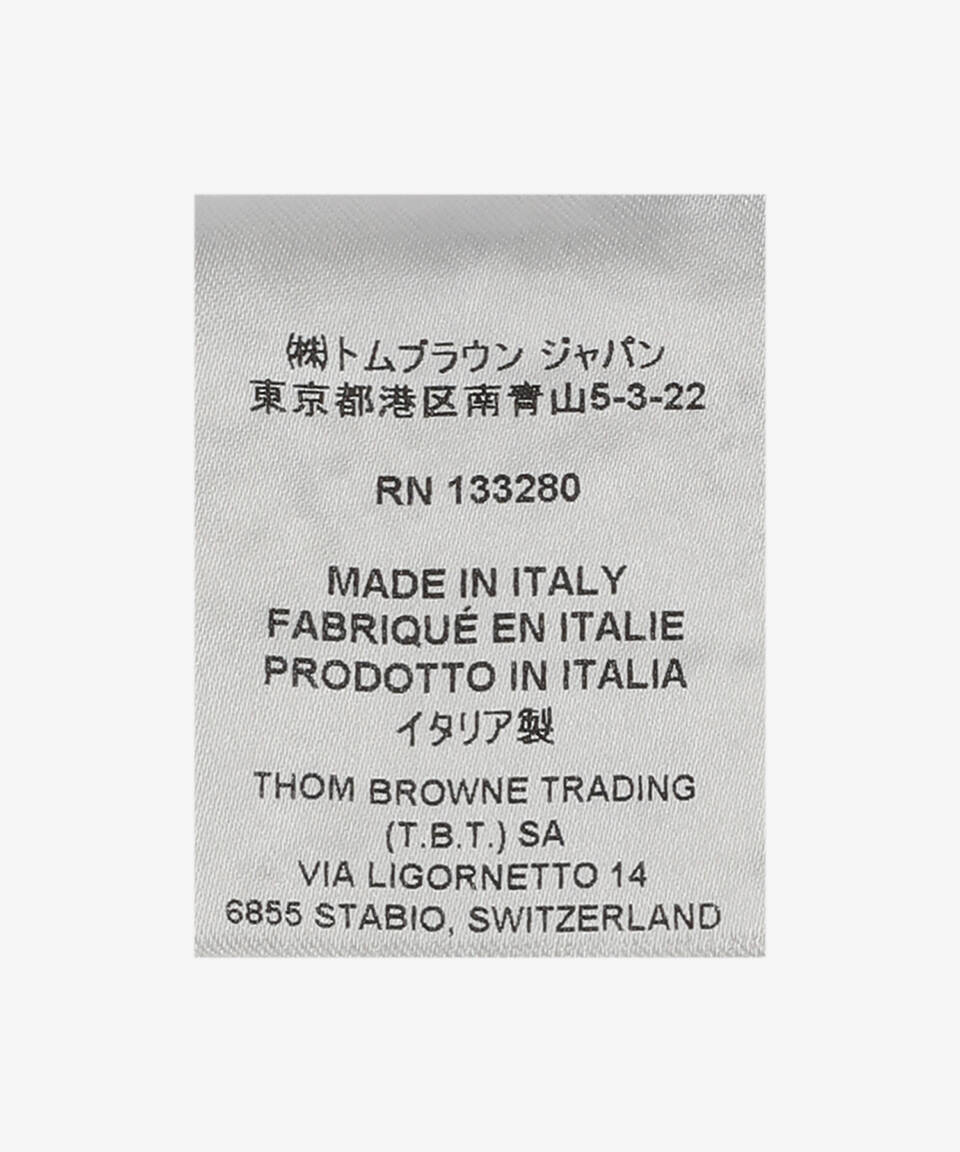 ㈱トムブラウン ジャパン
東京都港区南青山5-3-22
RN 133280
MADE IN ITALY
FABRIQUÉ EN ITALIE
PRODOTTO IN ITALIA
イタリア製
THOM BROWNE TRADING
(T.B.T.) SA
VIA LIGORNETTO 14
6855 STABIO, SWITZERLAND